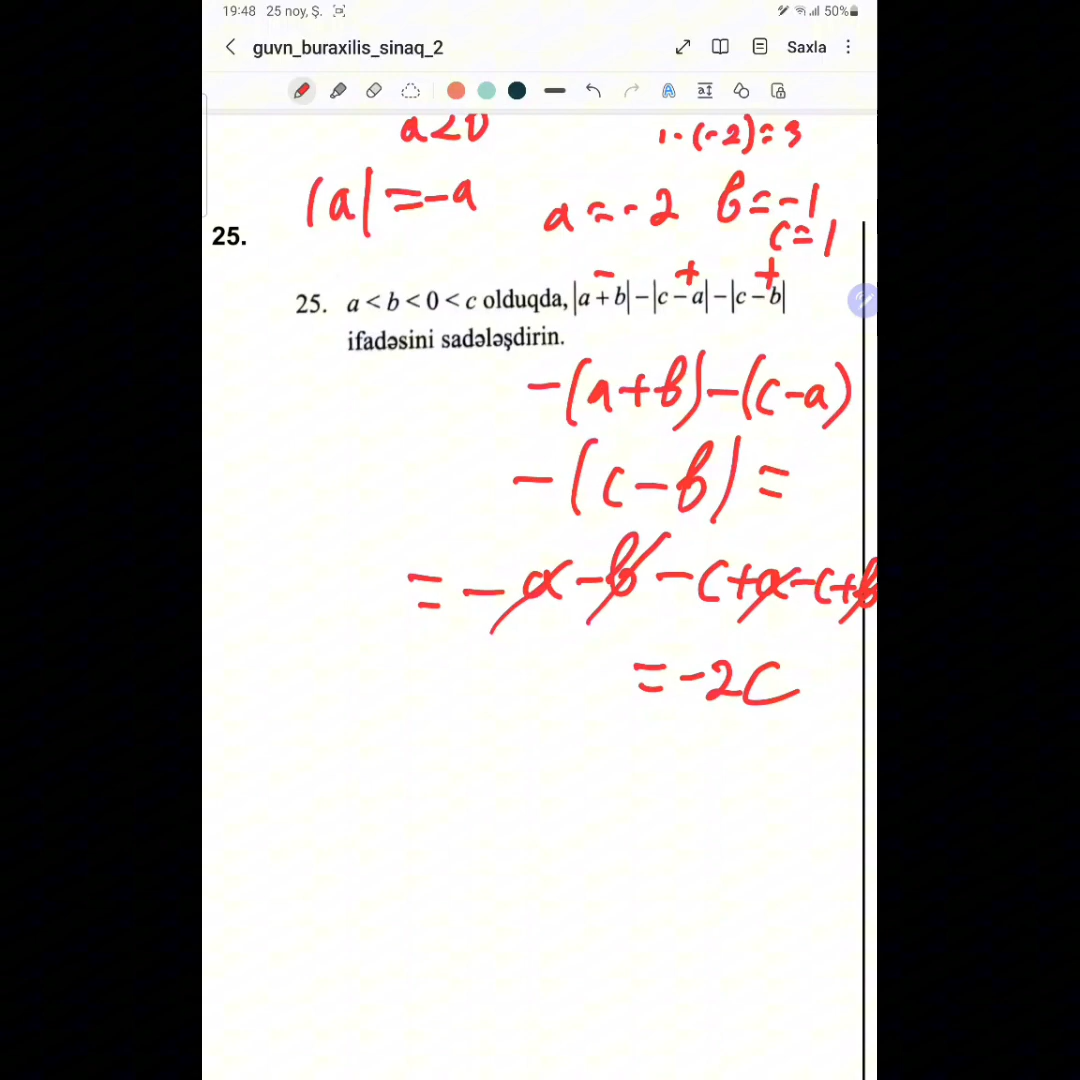 19:48 25 noy, Ş. 50%
guvn_buraxilis_sinaq_2 Saxla
a<0 1-(-2)=3
|a|=-a a=-2 b=-1
c=1
25.
- + +
25. a < b < 0 < c olduqda, |a + b| – |c – a| – |c – b|
ifadəsini sadələşdirin.
-(a+b)-(c-a)
-(c-b)=
=-a-b-c+a-c+b
=-2c